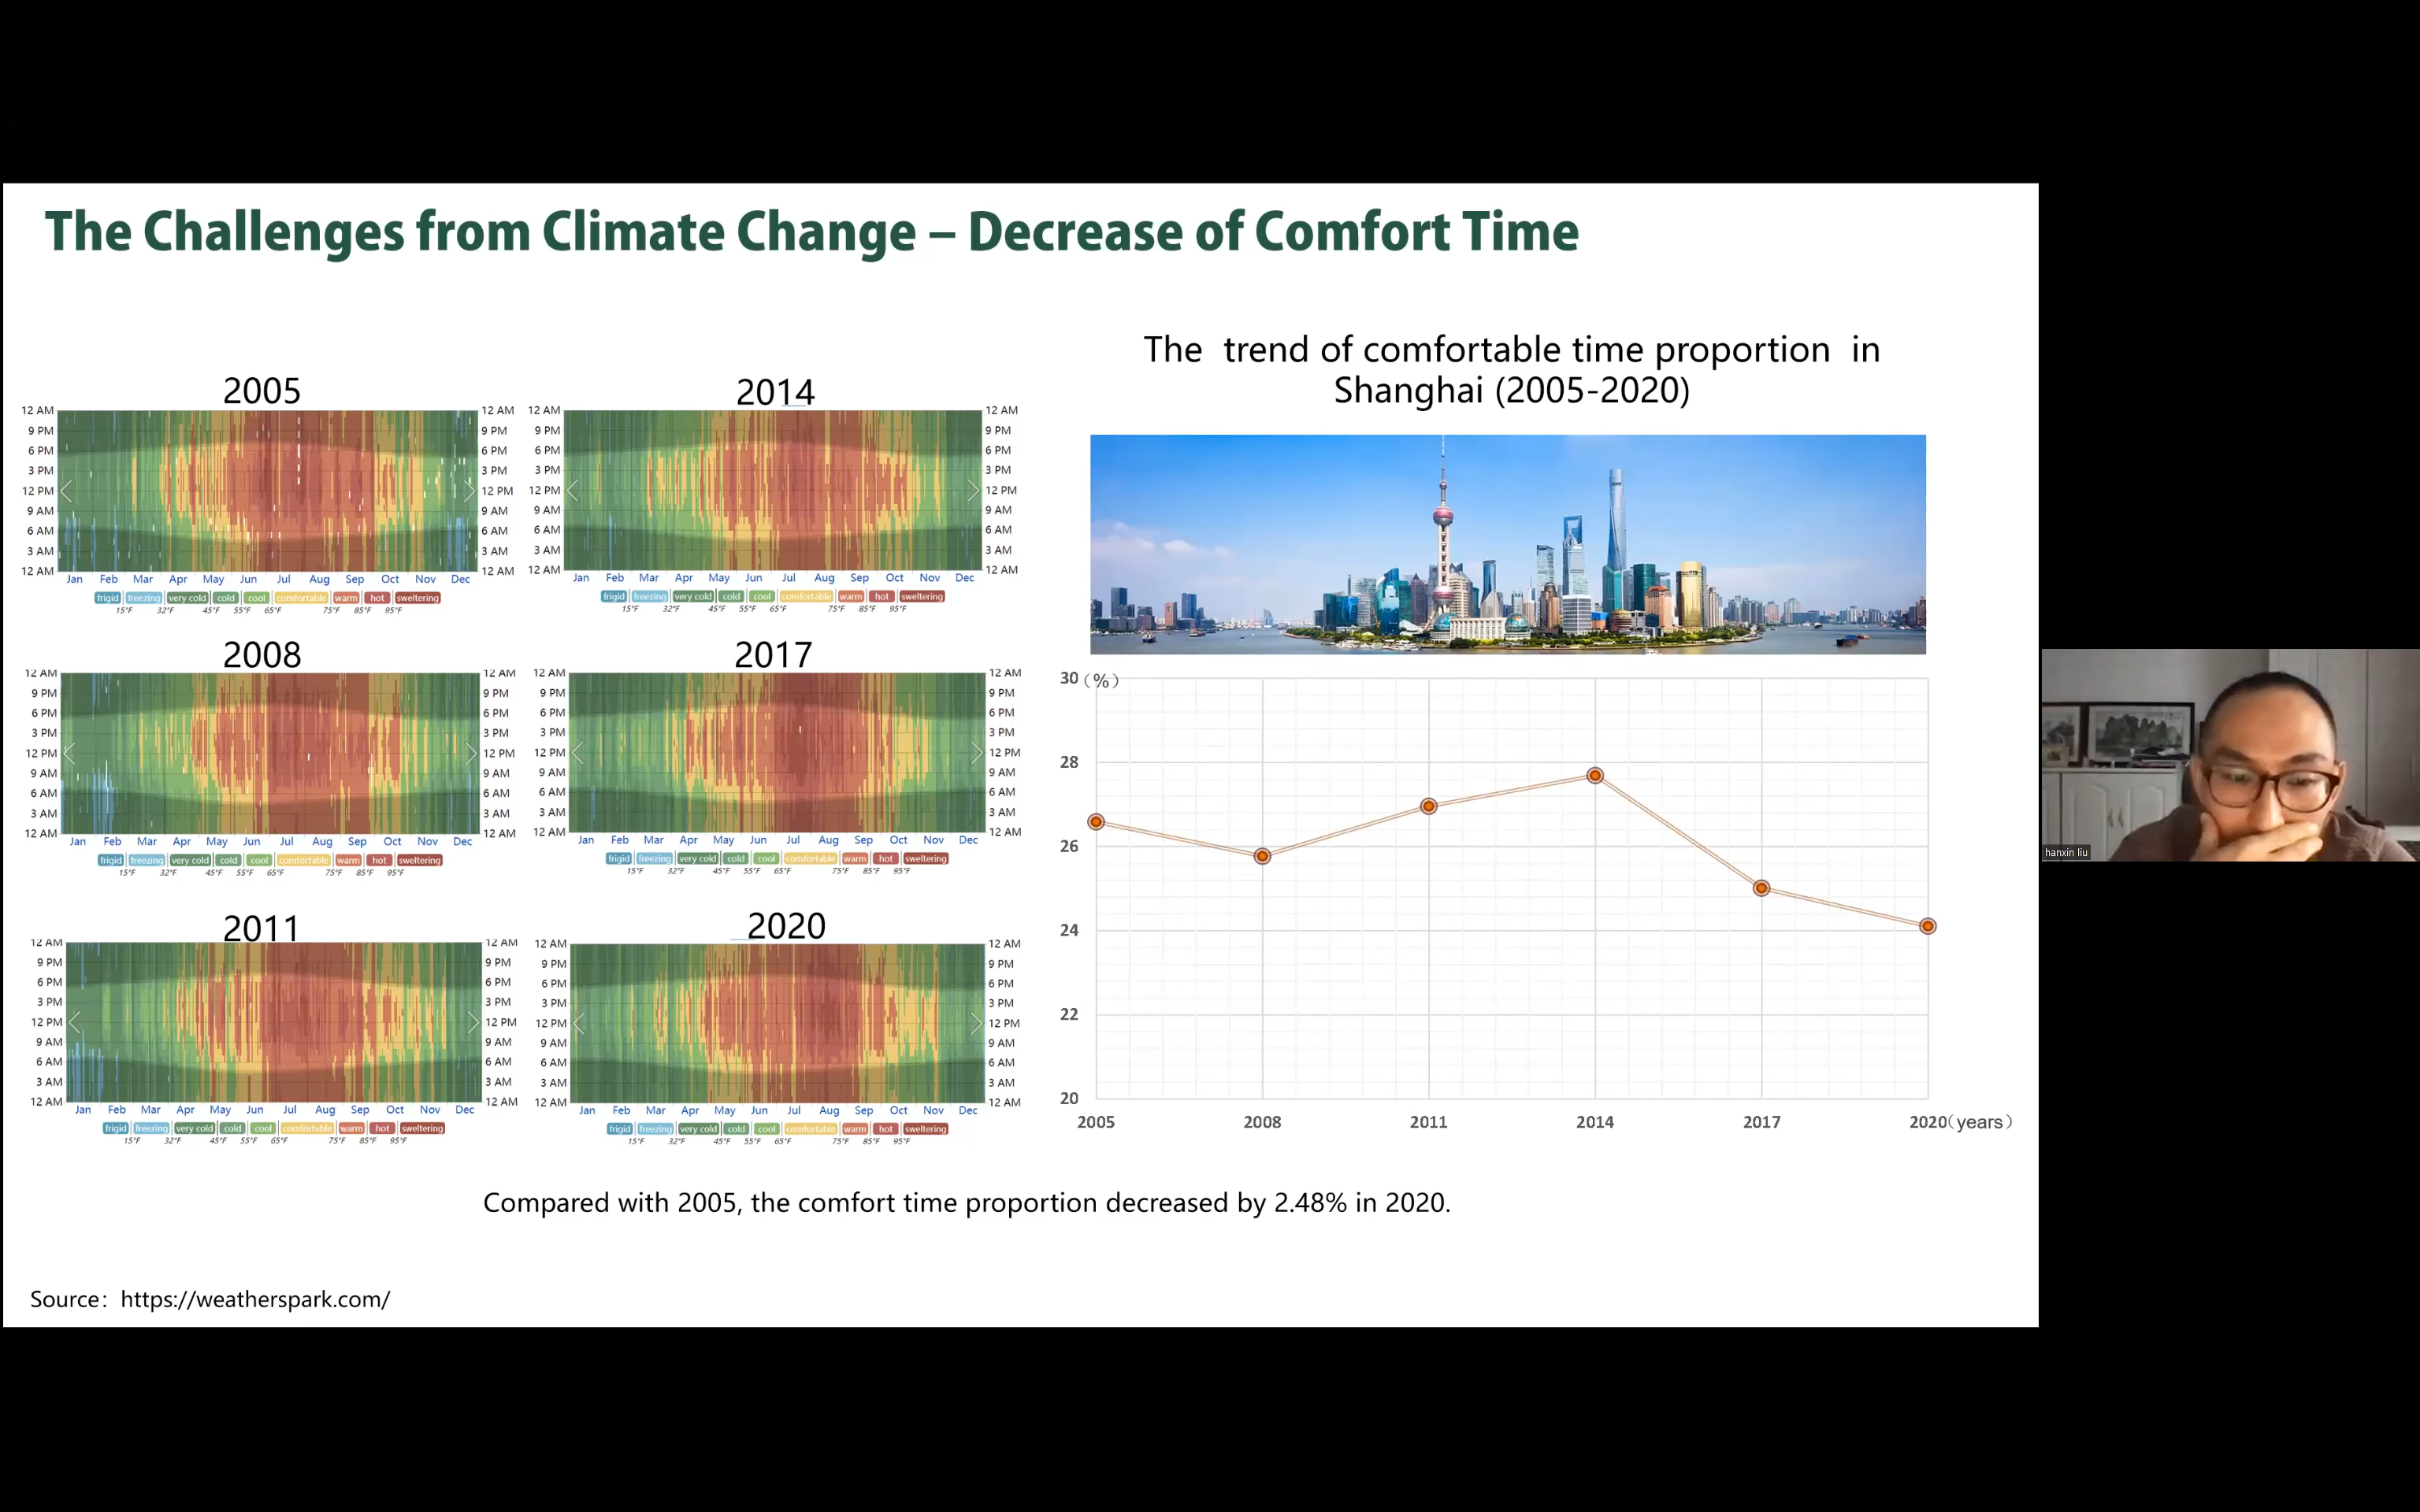 The Challenges from Climate Change – Decrease of Comfort Time
The trend of comfortable time proportion in
Shanghai (2005-2020)
2005
12 AM
9 PM
6 PM
3 PM
12 PM
9 AM
6 AM
3 AM
12 AM
12 AM
9 PM
6 PM
3 PM
12 PM
9 AM
6 AM
3 AM
12 AM
Jan Feb Mar Apr May Jun Jul Aug Sep Oct Nov Dec
frigid freezing very cold cold cool comfortable warm hot sweltering
15°F 32°F 45°F 55°F 65°F 75°F 85°F 95°F
2014
12 AM
9 PM
6 PM
3 PM
12 PM
9 AM
6 AM
3 AM
12 AM
12 AM
9 PM
6 PM
3 PM
12 PM
9 AM
6 AM
3 AM
12 AM
Jan Feb Mar Apr May Jun Jul Aug Sep Oct Nov Dec
frigid freezing very cold cold cool comfortable warm hot sweltering
15°F 32°F 45°F 55°F 65°F 75°F 85°F 95°F
2008
12 AM
9 PM
6 PM
3 PM
12 PM
9 AM
6 AM
3 AM
12 AM
12 AM
9 PM
6 PM
3 PM
12 PM
9 AM
6 AM
3 AM
12 AM
Jan Feb Mar Apr May Jun Jul Aug Sep Oct Nov Dec
frigid freezing very cold cold cool comfortable warm hot sweltering
15°F 32°F 45°F 55°F 65°F 75°F 85°F 95°F
2017
12 AM
9 PM
6 PM
3 PM
12 PM
9 AM
6 AM
3 AM
12 AM
12 AM
9 PM
6 PM
3 PM
12 PM
9 AM
6 AM
3 AM
12 AM
Jan Feb Mar Apr May Jun Jul Aug Sep Oct Nov Dec
frigid freezing very cold cold cool comfortable warm hot sweltering
15°F 32°F 45°F 55°F 65°F 75°F 85°F 95°F
2011
12 AM
9 PM
6 PM
3 PM
12 PM
9 AM
6 AM
3 AM
12 AM
12 AM
9 PM
6 PM
3 PM
12 PM
9 AM
6 AM
3 AM
12 AM
Jan Feb Mar Apr May Jun Jul Aug Sep Oct Nov Dec
frigid freezing very cold cold cool comfortable warm hot sweltering
15°F 32°F 45°F 55°F 65°F 75°F 85°F 95°F
2020
12 AM
9 PM
6 PM
3 PM
12 PM
9 AM
6 AM
3 AM
12 AM
12 AM
9 PM
6 PM
3 PM
12 PM
9 AM
6 AM
3 AM
12 AM
Jan Feb Mar Apr May Jun Jul Aug Sep Oct Nov Dec
frigid freezing very cold cold cool comfortable warm hot sweltering
15°F 32°F 45°F 55°F 65°F 75°F 85°F 95°F
30（%）
28
26
24
22
20
2005 2008 2011 2014 2017 2020（years）
Compared with 2005, the comfort time proportion decreased by 2.48% in 2020.
Source：https://weatherspark.com/
hanxin liu